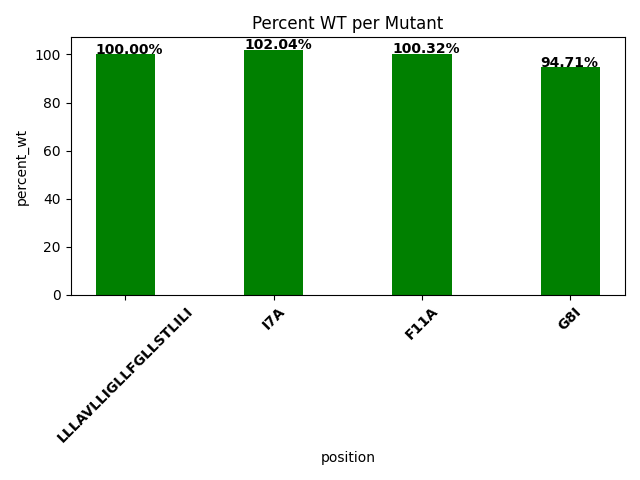 Percent WT per Mutant
100.00%
102.04%
100.32%
94.71%
percent_wt
100
80
60
40
20
0
LLLAVLLIGLLFGLLSTLILI
I7A
F11A
G8I
position